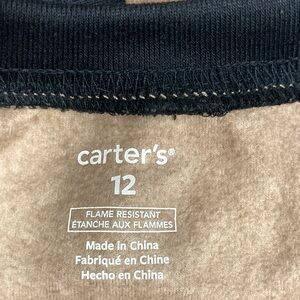 carter's®
12
FLAME RESISTANT
ÉTANCHE AUX FLAMMES
Made in China
Fabriqué en Chine
Hecho en China